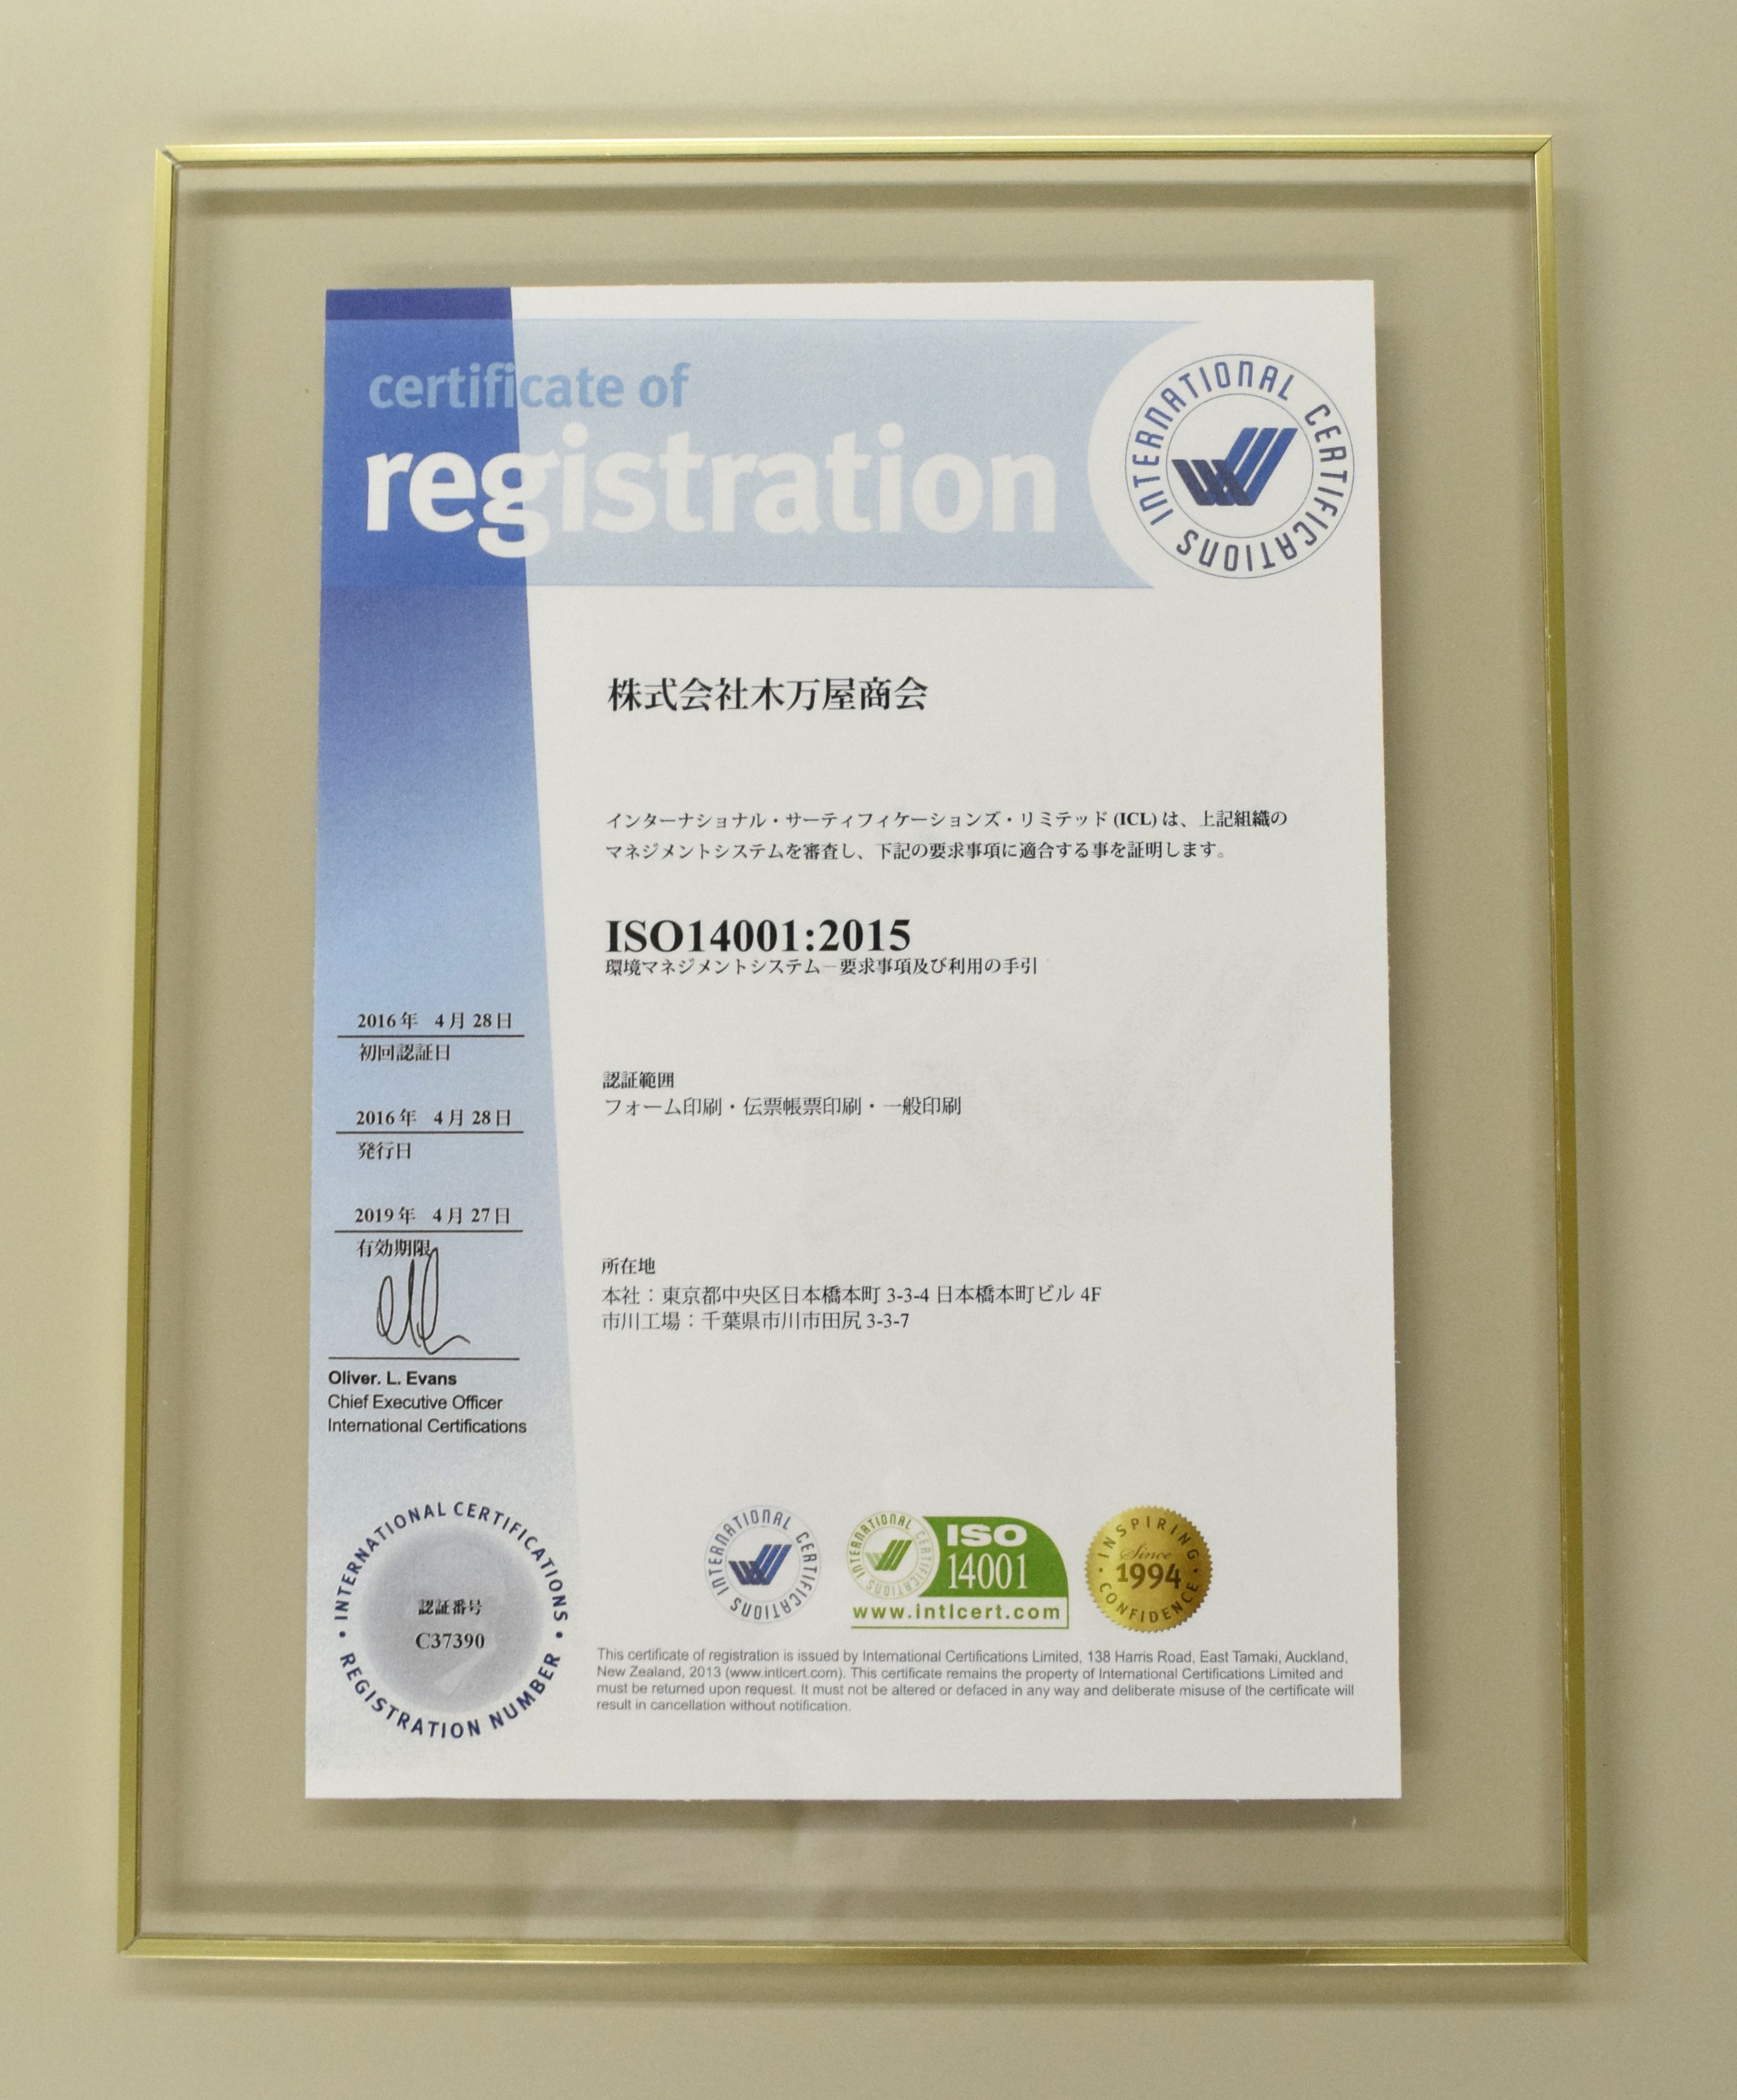 certificate of
registration
INTERNATIONAL CERTIFICATIONS
株式会社木万屋商会
インターナショナル・サーティフィケーションズ・リミテッド (ICL) は、上記組織の
マネジメントシステムを審査し、下記の要求事項に適合する事を証明します。
ISO14001:2015
環境マネジメントシステム－要求事項及び利用の手引
2016年 4月 28日
初回認証日
2016年 4月 28日
発行日
2019年 4月 27日
有効期限
認証範囲
フォーム印刷・伝票帳票印刷・一般印刷
所在地
本社：東京都中央区日本橋本町 3-3-4 日本橋本町ビル 4F
市川工場：千葉県市川市田尻 3-3-7
Oliver. L. Evans
Chief Executive Officer
International Certifications
• INTERNATIONAL CERTIFICATIONS •
REGISTRATION NUMBER
認証番号
C37390
INTERNATIONAL CERTIFICATIONS
INTERNATIONAL CERTIFICATIONS
ISO
14001
www.intlcert.com
INSPIRING
Since
1994
CONFIDENCE
This certificate of registration is issued by International Certifications Limited, 138 Harris Road, East Tamaki, Auckland,
New Zealand, 2013 (www.intlcert.com). This certificate remains the property of International Certifications Limited and
must be returned upon request. It must not be altered or defaced in any way and deliberate misuse of the certificate will
result in cancellation without notification.